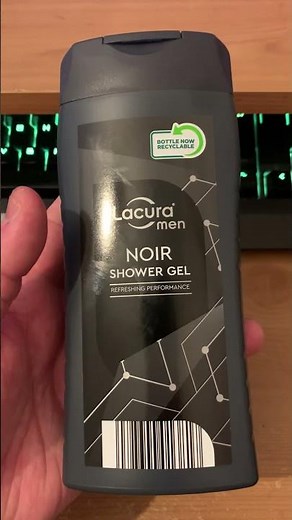 BOTTLE NOW
RECYCLABLE
Lacura®
men
NOIR
SHOWER GEL
REFRESHING PERFORMANCE